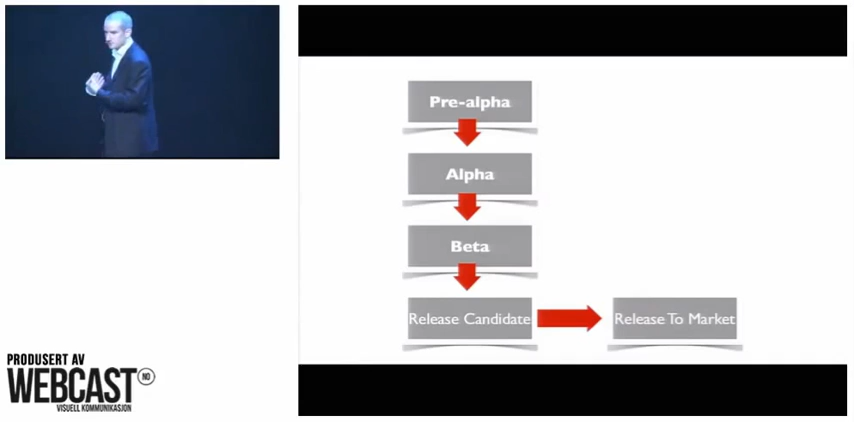 Pre-alpha
Alpha
Beta
Release Candidate
Release To Market
PRODUSERT AV
WEBCAST NO
VISUELL KOMMUNIKASJON